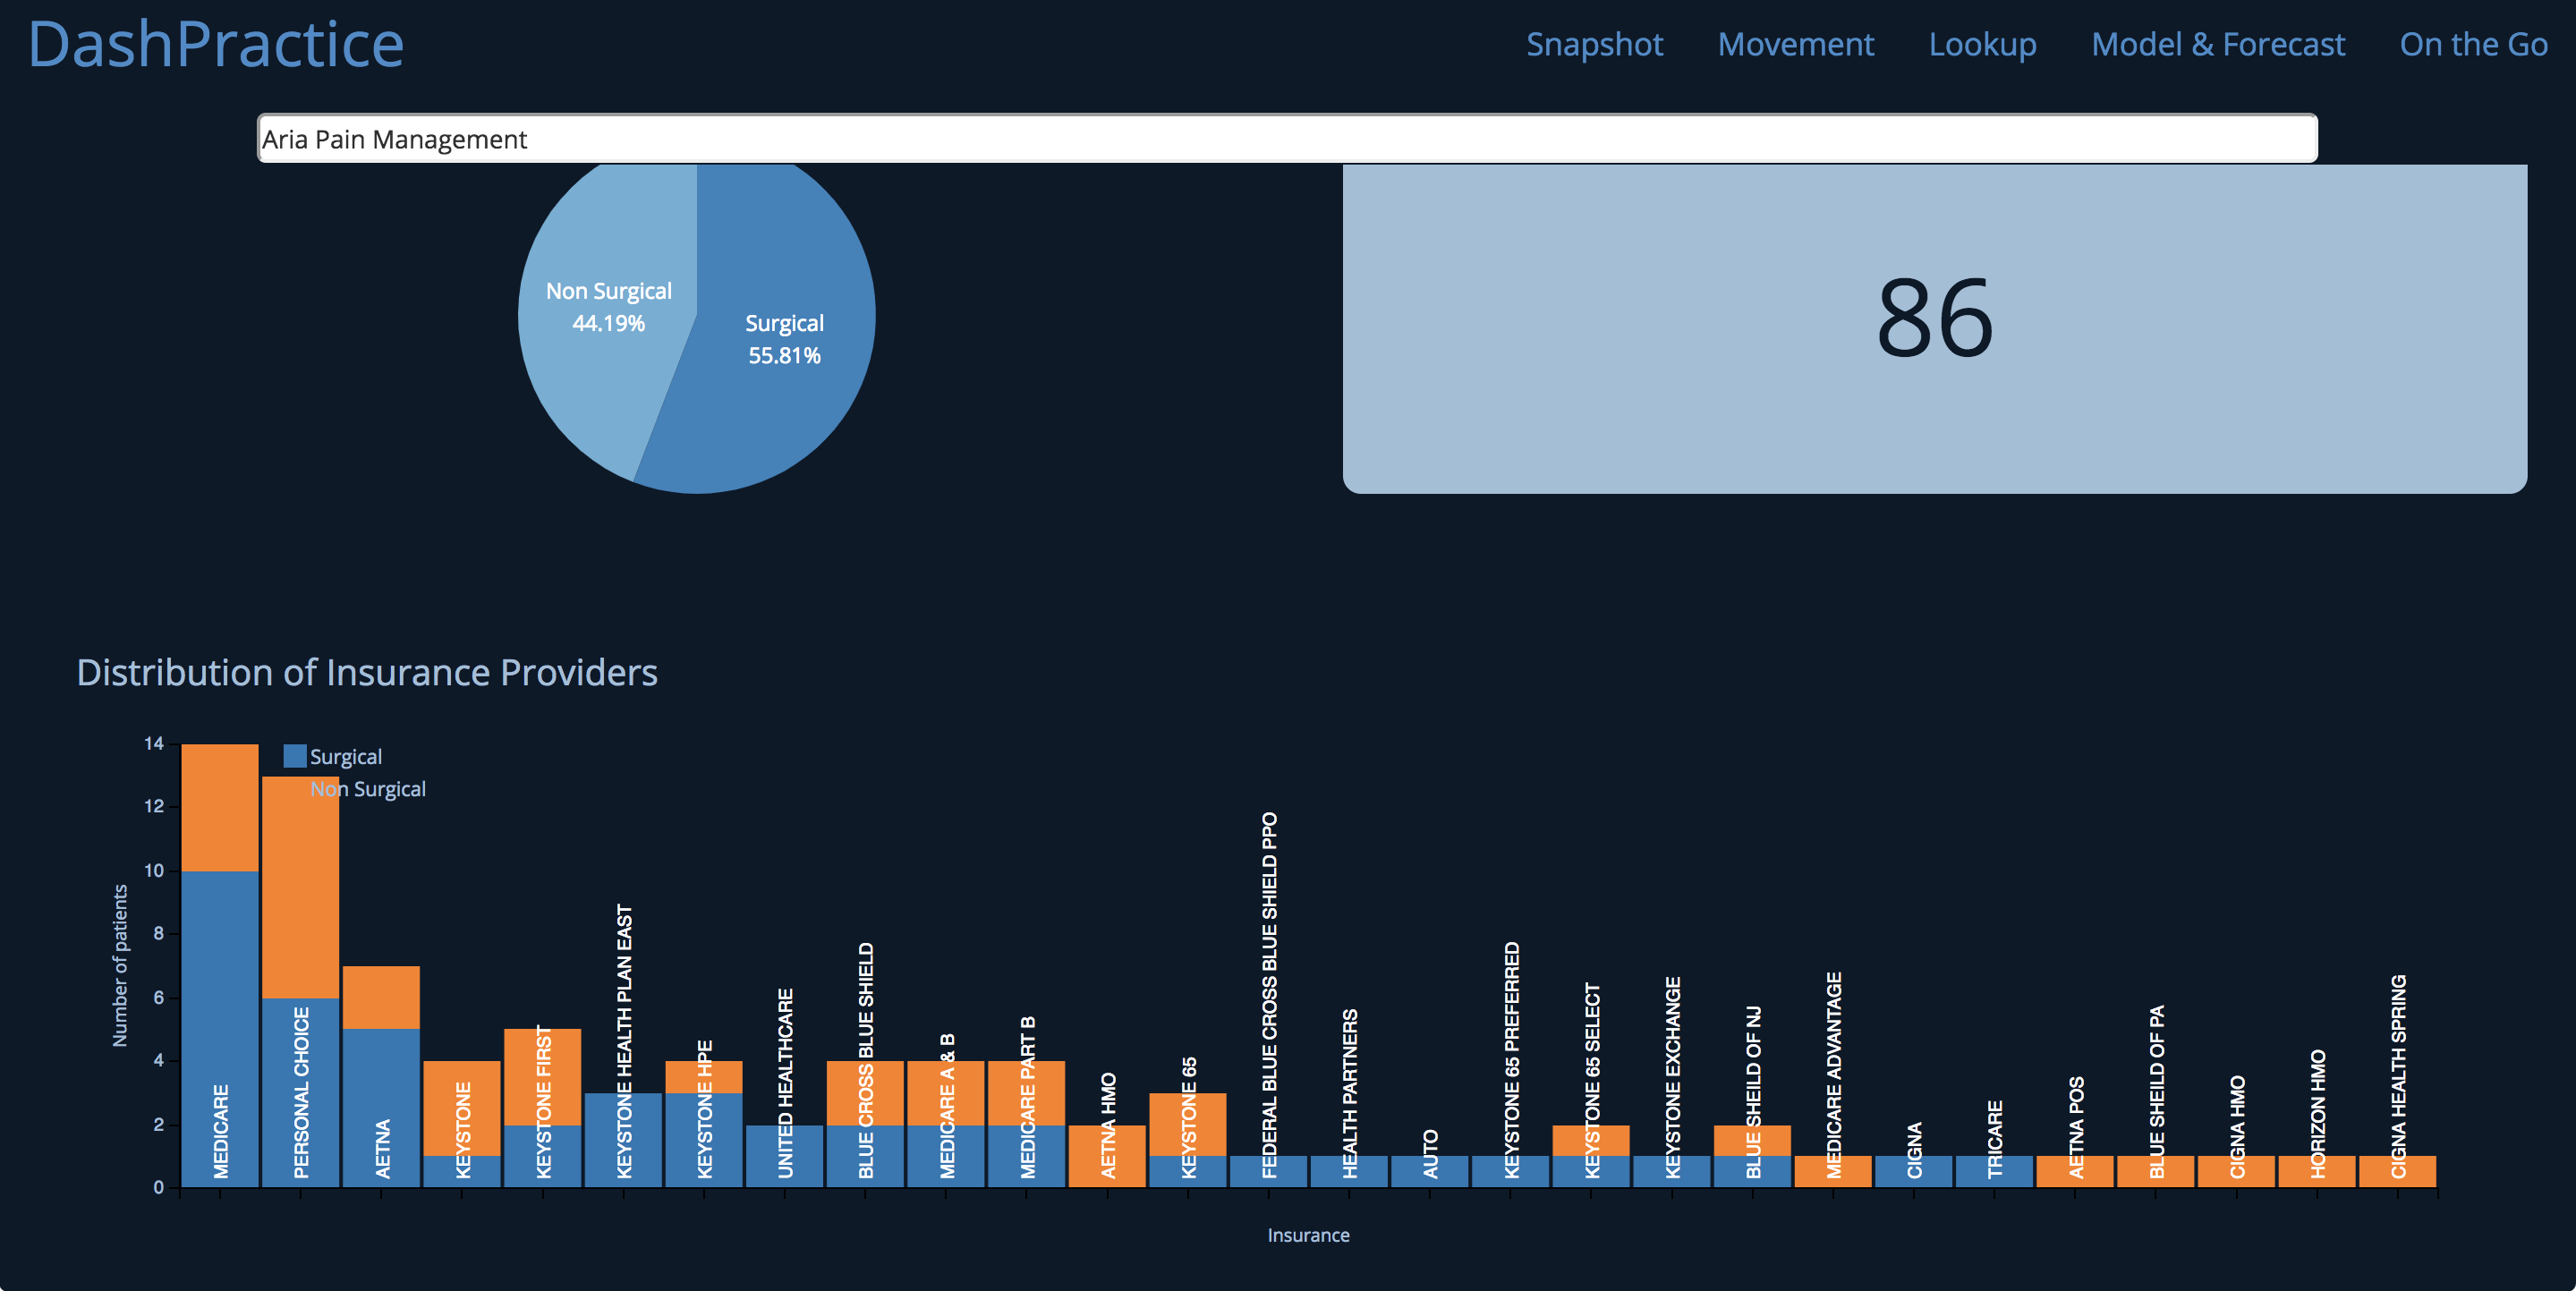 DashPractice
Snapshot Movement Lookup Model & Forecast On the Go
Aria Pain Management
Non Surgical
44.19%
Surgical
55.81%
86
Distribution of Insurance Providers
Surgical
Non Surgical
14
12
10
8
6
4
2
0
Number of patients
MEDICARE
PERSONAL CHOICE
AETNA
KEYSTONE
KEYSTONE FIRST
KEYSTONE HEALTH PLAN EAST
KEYSTONE HPE
UNITED HEALTHCARE
BLUE CROSS BLUE SHIELD
MEDICARE A & B
MEDICARE PART B
AETNA HMO
KEYSTONE 65
FEDERAL BLUE CROSS BLUE SHIELD PPO
HEALTH PARTNERS
AUTO
KEYSTONE 65 PREFERRED
KEYSTONE 65 SELECT
KEYSTONE EXCHANGE
BLUE SHEILD OF NJ
MEDICARE ADVANTAGE
CIGNA
TRICARE
AETNA POS
BLUE SHEILD OF PA
CIGNA HMO
HORIZON HMO
CIGNA HEALTH SPRING
Insurance